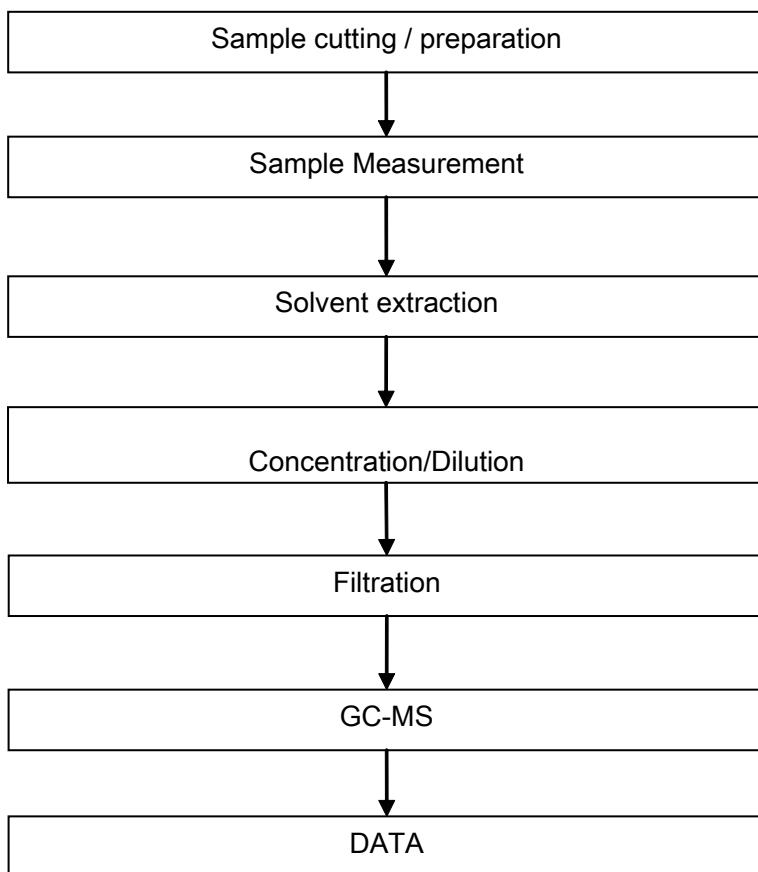 Sample cutting / preparation
Sample Measurement
Solvent extraction
Concentration/Dilution
Filtration
GC-MS
DATA